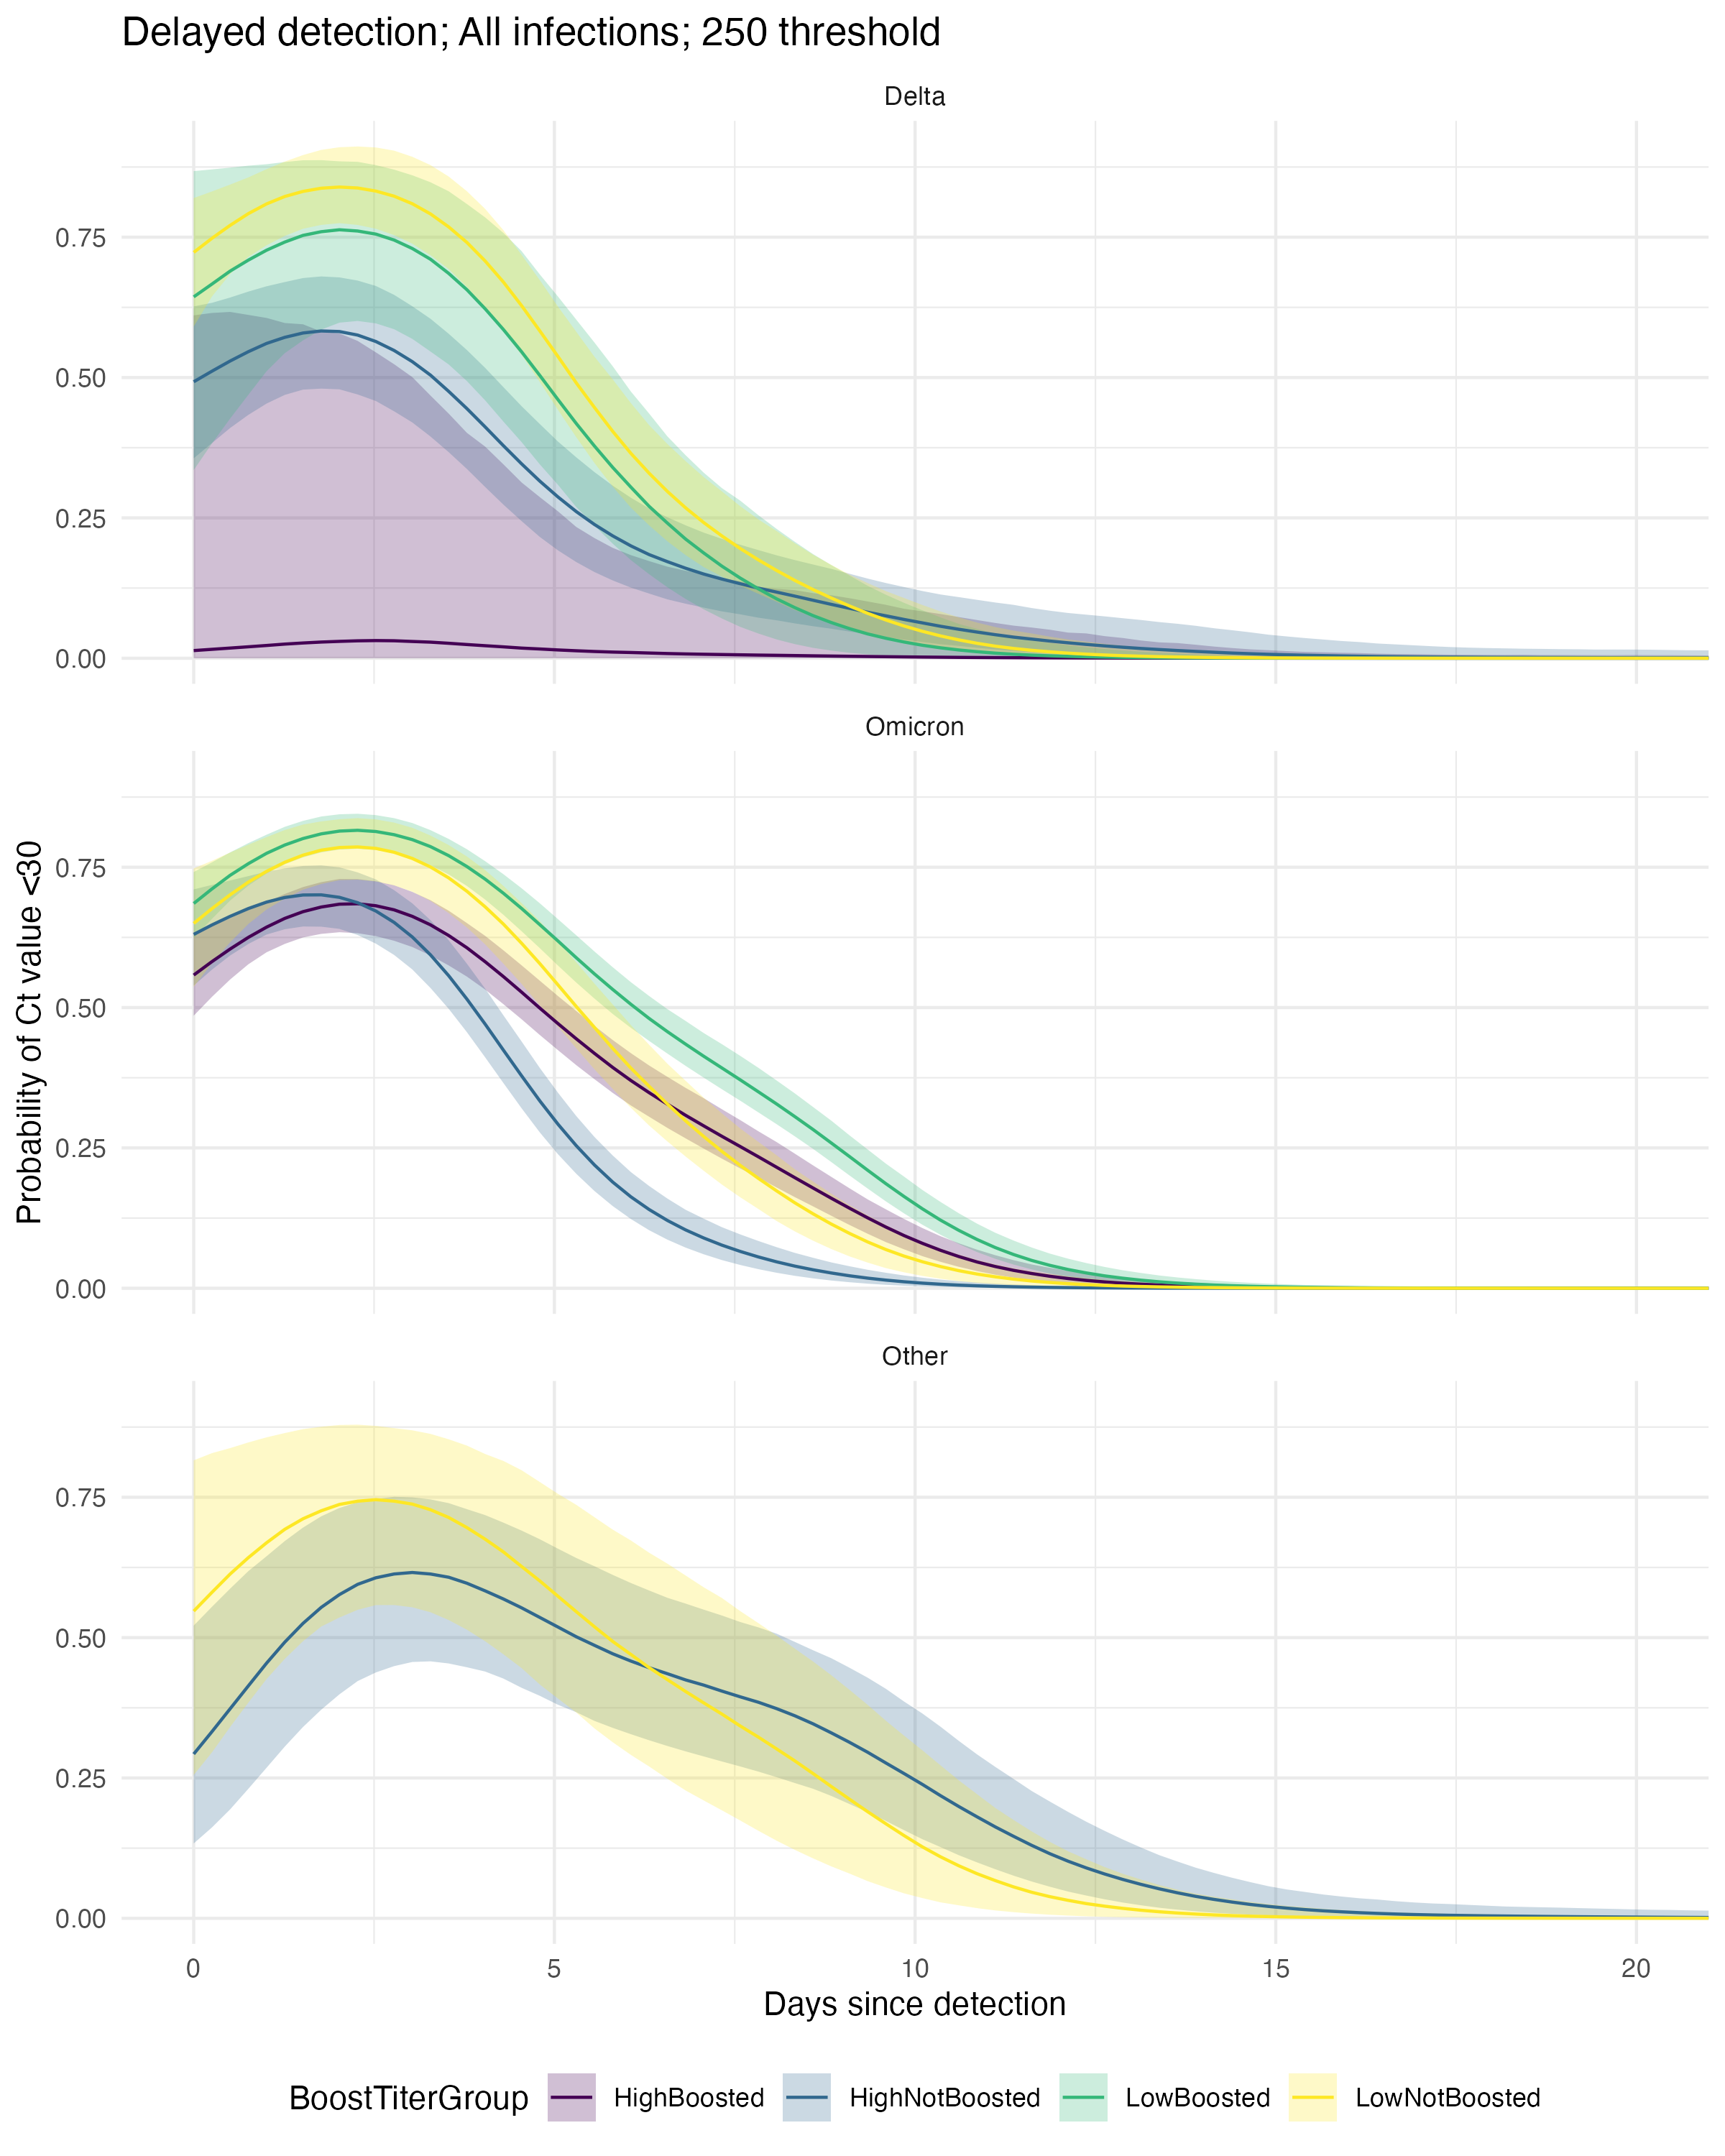 Delayed detection; All infections; 250 threshold
Delta
0.75
0.50
0.25
0.00
Omicron
0.75
0.50
0.25
0.00
Probability of Ct value <30
Other
0.75
0.50
0.25
0.00
0 5 10 15 20
Days since detection
BoostTiterGroup HighBoosted HighNotBoosted LowBoosted LowNotBoosted